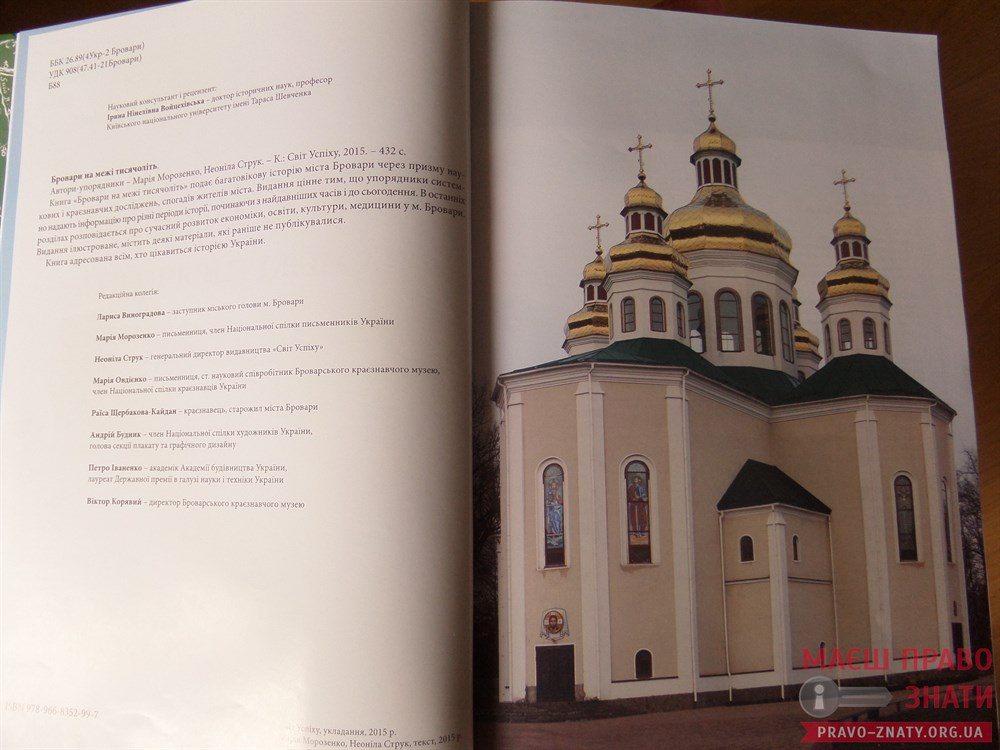 ББК 26.89(4Укр-2 Бровари)
УДК 908(47.41-21Бровари)
Б88
Науковий консультант і рецензент:
Ірина Нінелівна Войцехівська – доктор історичних наук, професор
Київського національного університету імені Тараса Шевченка
Бровари на межі тисячоліть.
Автори-упорядники – Марія Морозенко, Неоніла Струк. – К.: Світ Успіху, 2015. – 432 с.
Книга «Бровари на межі тисячоліть» подає багатовікову історію міста Бровари через призму нау-
кових і краєзнавчих досліджень, спогадів жителів міста. Видання цінне тим, що упорядники систем-
но надають інформацію про різні періоди історії, починаючи з найдавніших часів і до сьогодення. В останніх
розділах розповідається про сучасний розвиток економіки, освіти, культури, медицини у м. Бровари.
Видання ілюстроване, містить деякі матеріали, які раніше не публікувалися.
Книга адресована всім, хто цікавиться історією України.
Редакційна колегія:
Лариса Виноградова – заступник міського голови м. Бровари
Марія Морозенко – письменниця, член Національної спілки письменників України
Неоніла Струк – генеральний директор видавництва «Світ Успіху»
Марія Овдієнко – письменниця, ст. науковий співробітник Броварського краєзнавчого музею,
член Національної спілки краєзнавців України
Раїса Щербакова-Кайдан – краєзнавець, старожил міста Бровари
Андрій Будник – член Національної спілки художників України,
голова секції плакату та графічного дизайну
Петро Іваненко – академік Академії будівництва України,
лауреат Державної премії в галузі науки і техніки України
Віктор Корявий – директор Броварського краєзнавчого музею
ISBN 978-966-8352-99-7
Успіху, укладання, 2015 р.
Морозенко, Неоніла Струк, текст, 2015 р.
МАЄШ ПРАВО
ЗНАТИ
PRAVO-ZNATY.ORG.UA